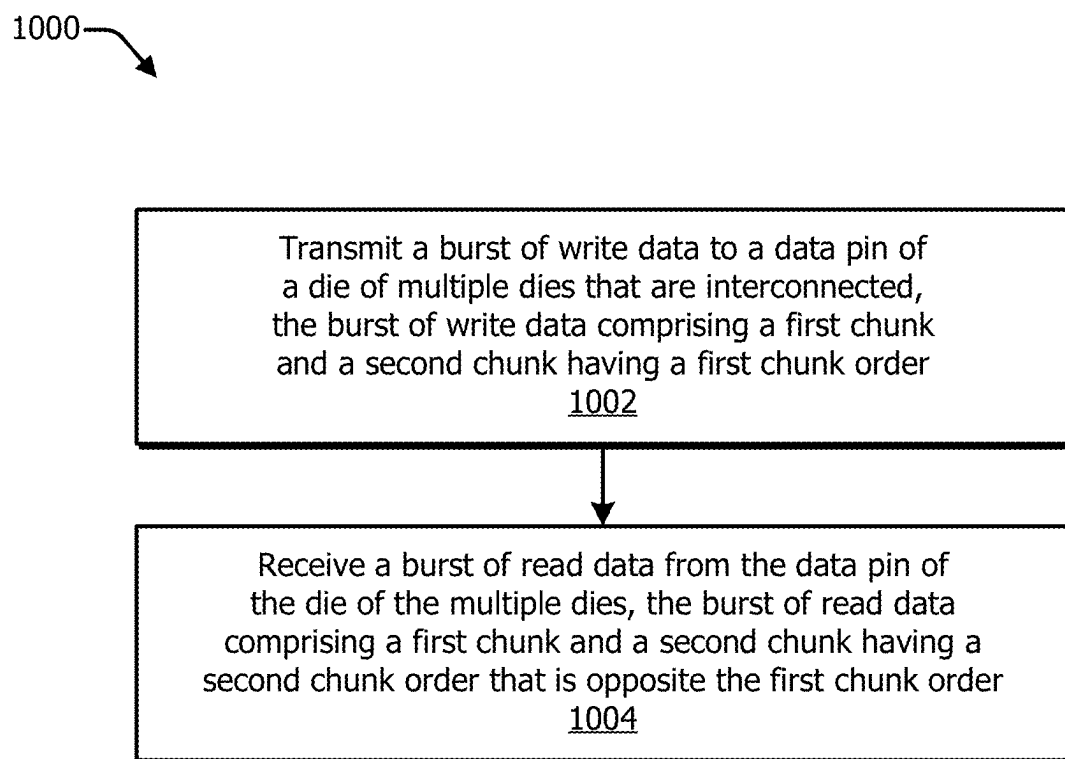 1000
Transmit a burst of write data to a data pin of
a die of multiple dies that are interconnected,
the burst of write data comprising a first chunk
and a second chunk having a first chunk order
1002
Receive a burst of read data from the data pin of
the die of the multiple dies, the burst of read data
comprising a first chunk and a second chunk having a
second chunk order that is opposite the first chunk order
1004